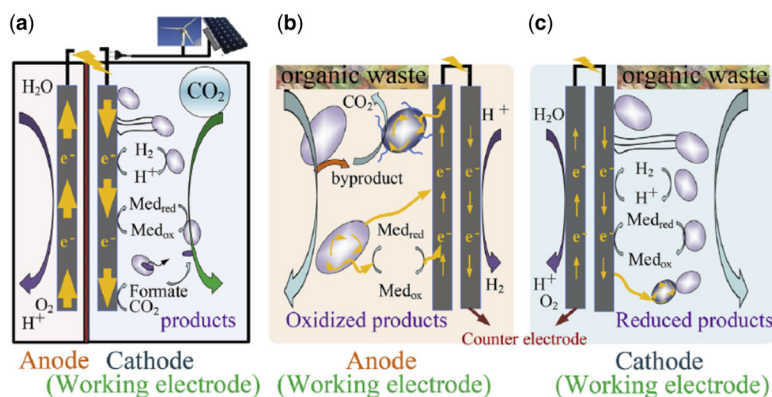 (a)
H2O
CO2
e-
e-
H2
H+
e-
e-
Medred
Medox
O2
H+
Formate
CO2
products
Anode
Cathode
(Working electrode)
(b)
organic waste
CO2
H+
byproduct
e-
e-
Medred
e-
e-
Medox
H2
Oxidized products
Counter electrode
Anode
(Working electrode)
(c)
organic waste
H2O
H2
e-
e-
H+
Medred
e-
e-
Medox
H+
O2
Reduced products
Cathode
(Working electrode)